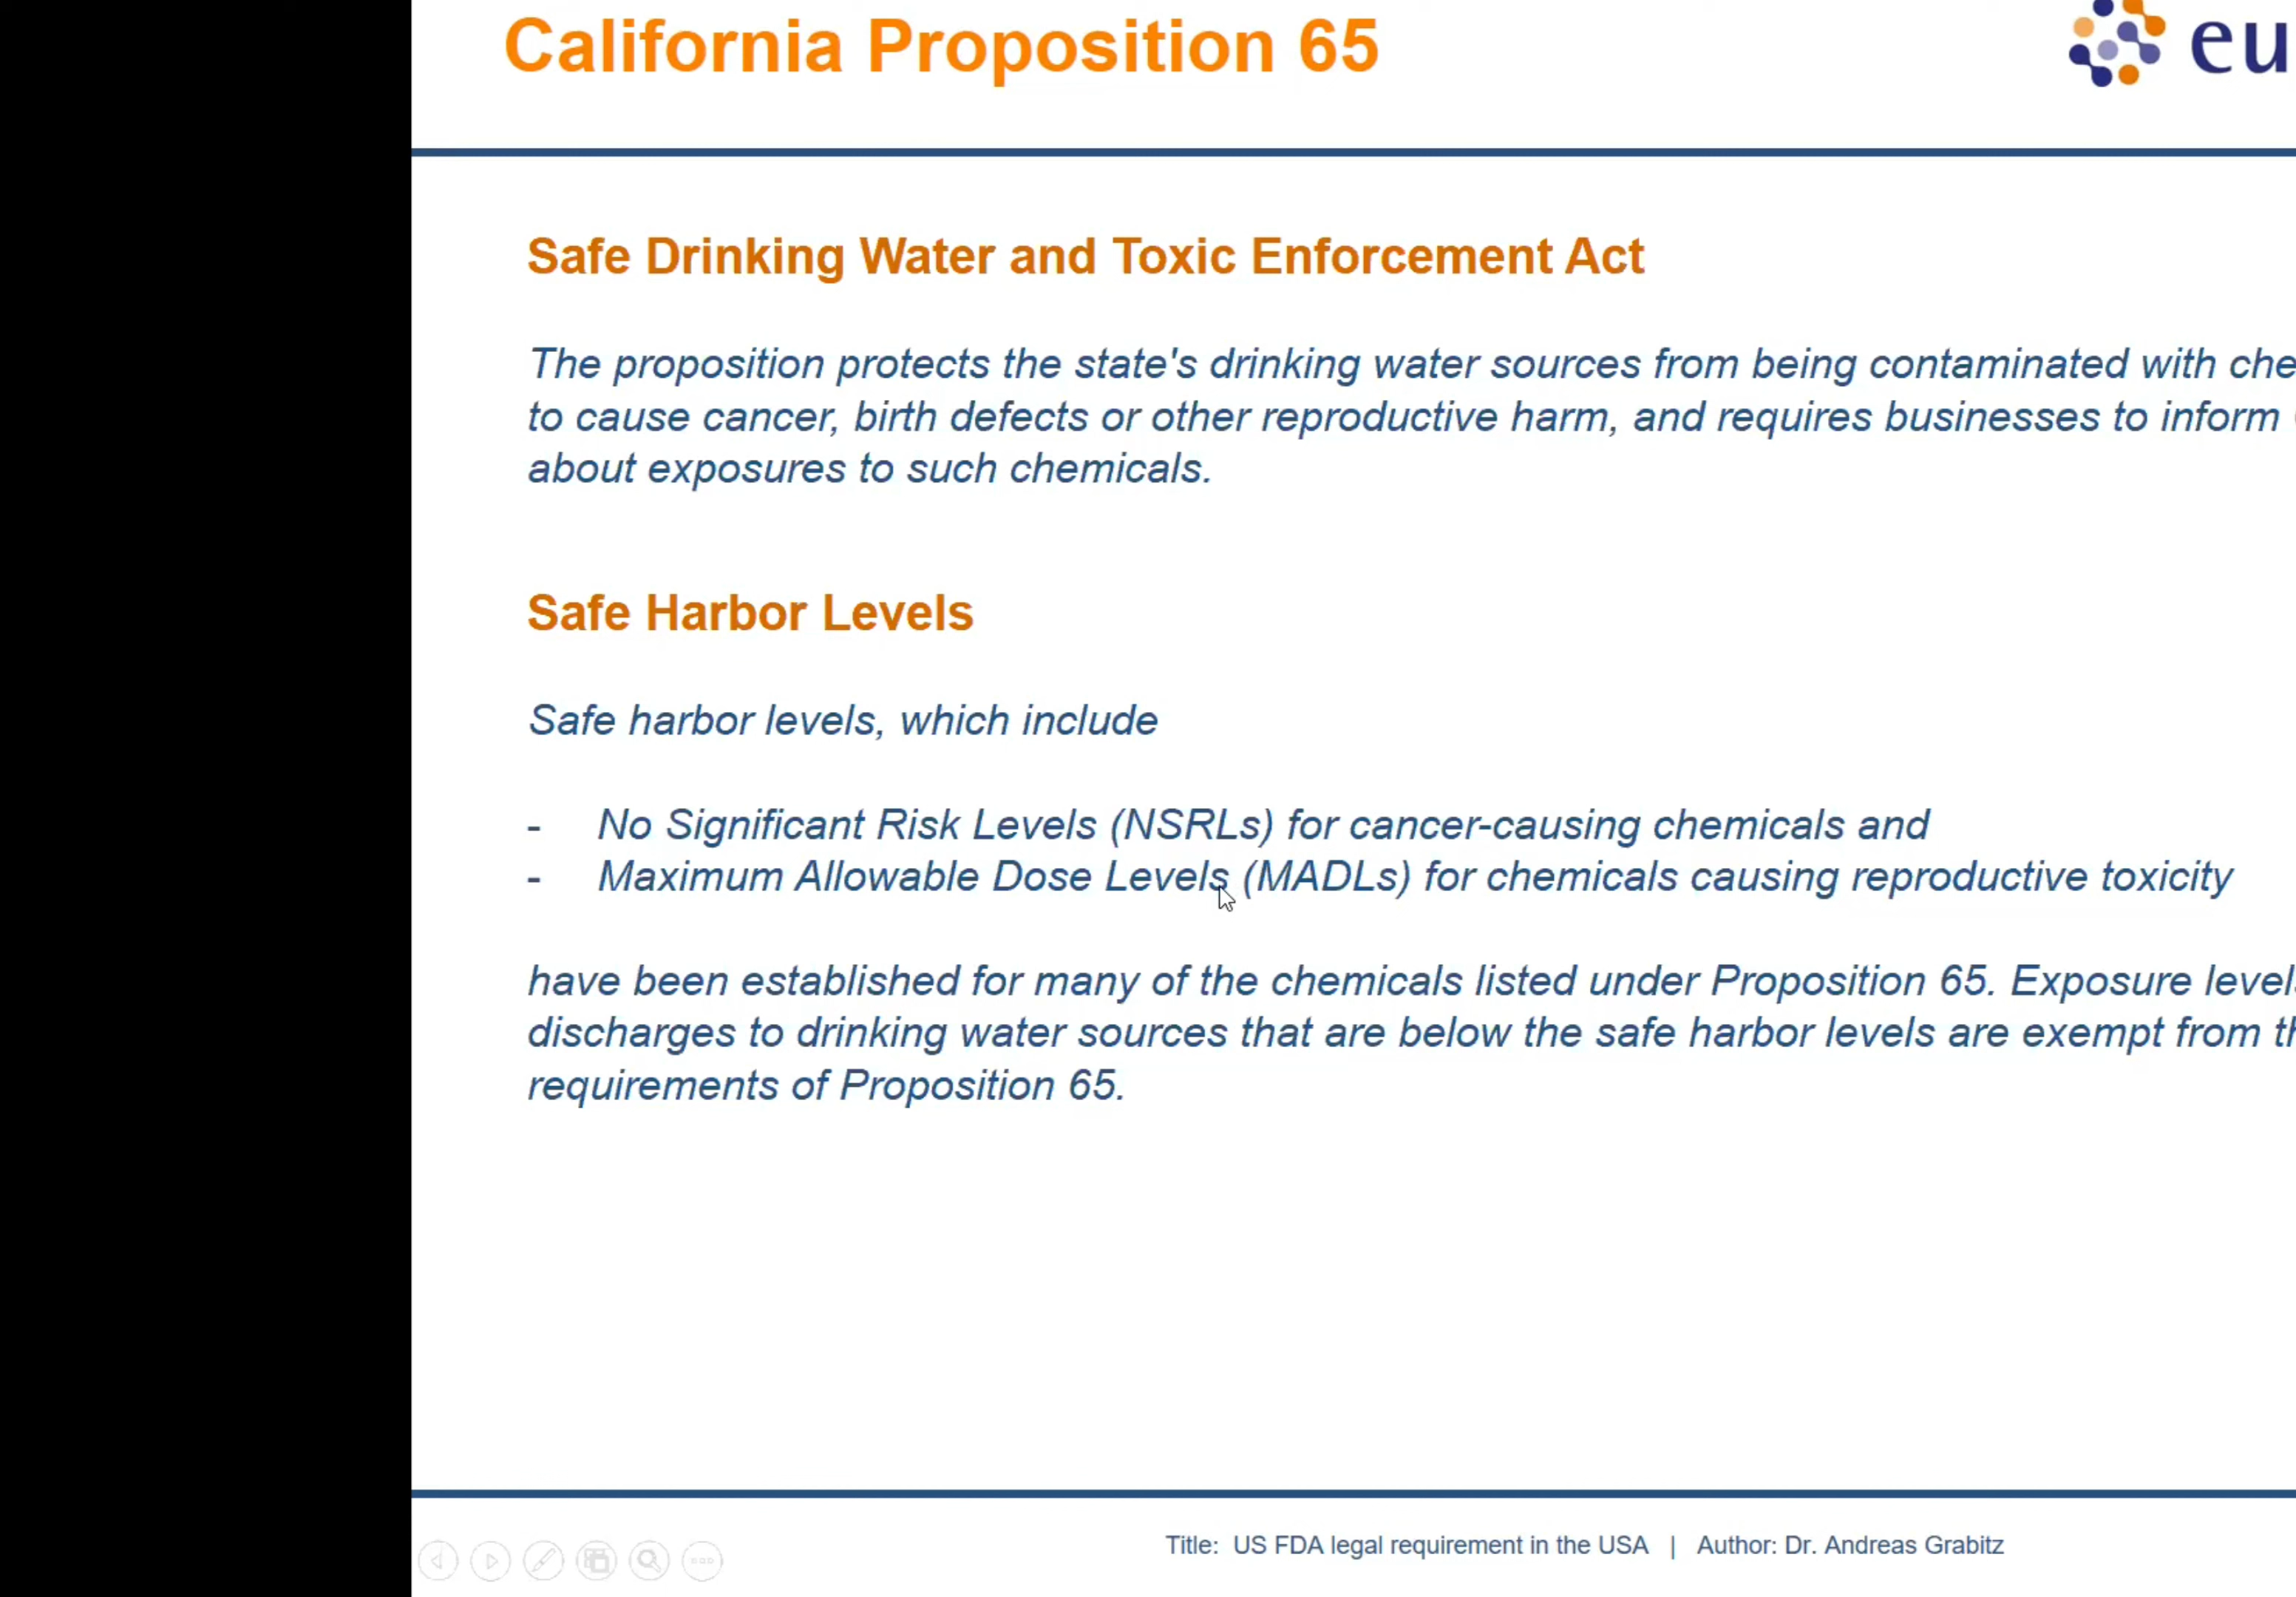 California Proposition 65
eu
Safe Drinking Water and Toxic Enforcement Act
The proposition protects the state's drinking water sources from being contaminated with che
to cause cancer, birth defects or other reproductive harm, and requires businesses to inform
about exposures to such chemicals.
Safe Harbor Levels
Safe harbor levels, which include
- No Significant Risk Levels (NSRLs) for cancer-causing chemicals and
- Maximum Allowable Dose Levels (MADLs) for chemicals causing reproductive toxicity
have been established for many of the chemicals listed under Proposition 65. Exposure level
discharges to drinking water sources that are below the safe harbor levels are exempt from th
requirements of Proposition 65.
Title: US FDA legal requirement in the USA | Author: Dr. Andreas Grabitz